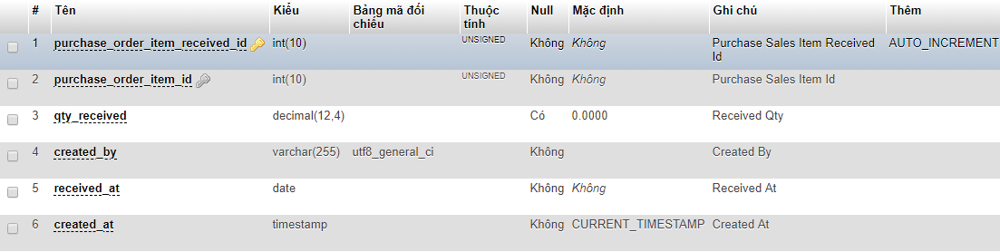 # Tên Kiểu Bảng mã đối chiếu Thuộc tính Null Mặc định Ghi chú Thêm
1 purchase_order_item_received_id int(10) UNSIGNED Không Không Purchase Sales Item Received Id AUTO_INCREMENT
2 purchase_order_item_id int(10) UNSIGNED Không Không Purchase Sales Item Id
3 qty_received decimal(12,4) Có 0.0000 Received Qty
4 created_by varchar(255) utf8_general_ci Không Created By
5 received_at date Không Không Received At
6 created_at timestamp Không CURRENT_TIMESTAMP Created At